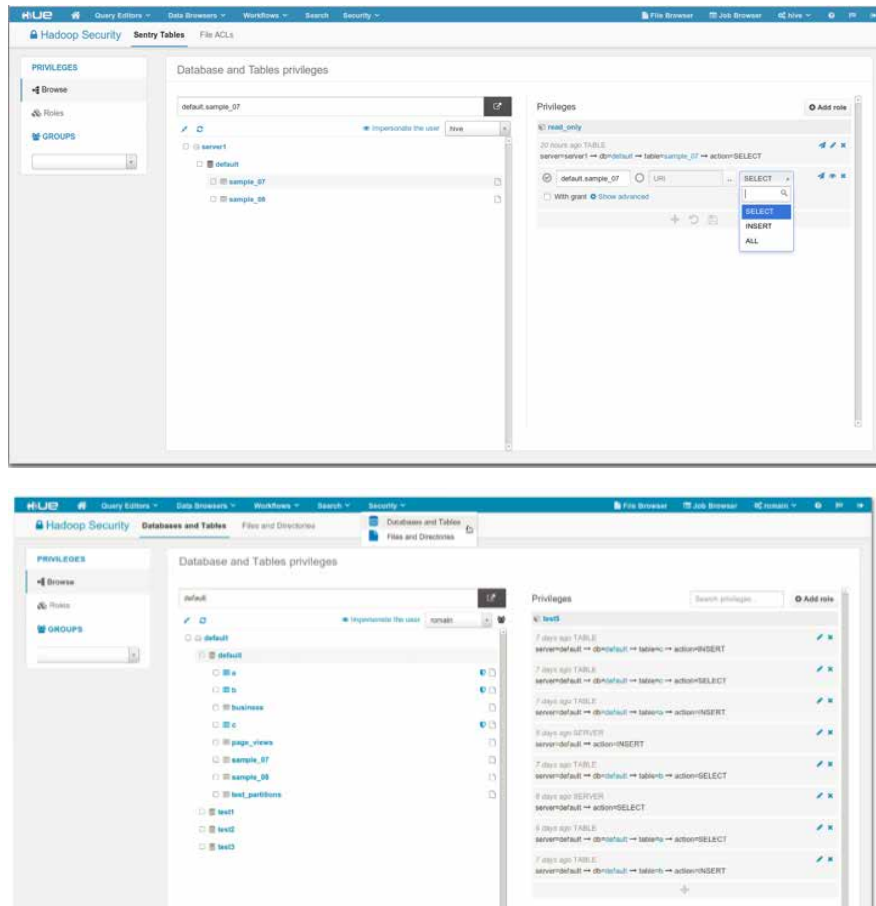 HUE Query Editors Data Browsers Workflows Search Security File Browser Job Browser hive
Hadoop Security Sentry Tables File ACLs
PRIVILEGES
Browse
Roles
GROUPS
Database and Tables privileges
default.sample_07
Impersonate the user hive
server1
default
sample_07
sample_08
Privileges Add role
read_only
20 hours ago TABLE
server=server1 → db=default → table=sample_07 → action=SELECT
default.sample_07 URI .. SELECT
With grant Show advanced
SELECT
INSERT
ALL
HUE Query Editors Data Browsers Workflows Search Security File Browser Job Browser romain
Hadoop Security Databases and Tables Files and Directories
Databases and Tables
Files and Directories
PRIVILEGES
Browse
Roles
GROUPS
Database and Tables privileges
default
Impersonate the user romain
default
default
a
b
business
c
page_views
sample_07
sample_08
test_partitions
test1
test2
test3
Privileges Search privileges... Add role
test5
7 days ago TABLE
server=default → db=default → table=c → action=INSERT
7 days ago TABLE
server=default → db=default → table=c → action=SELECT
7 days ago TABLE
server=default → db=default → table=a → action=INSERT
days ago SERVER
server=default → action=INSERT
7 days ago TABLE
server=default → db=default → table=b → action=SELECT
days ago SERVER
server=default → action=SELECT
days ago TABLE
server=default → db=default → table=a → action=SELECT
7 days ago TABLE
server=default → db=default → table=b → action=INSERT